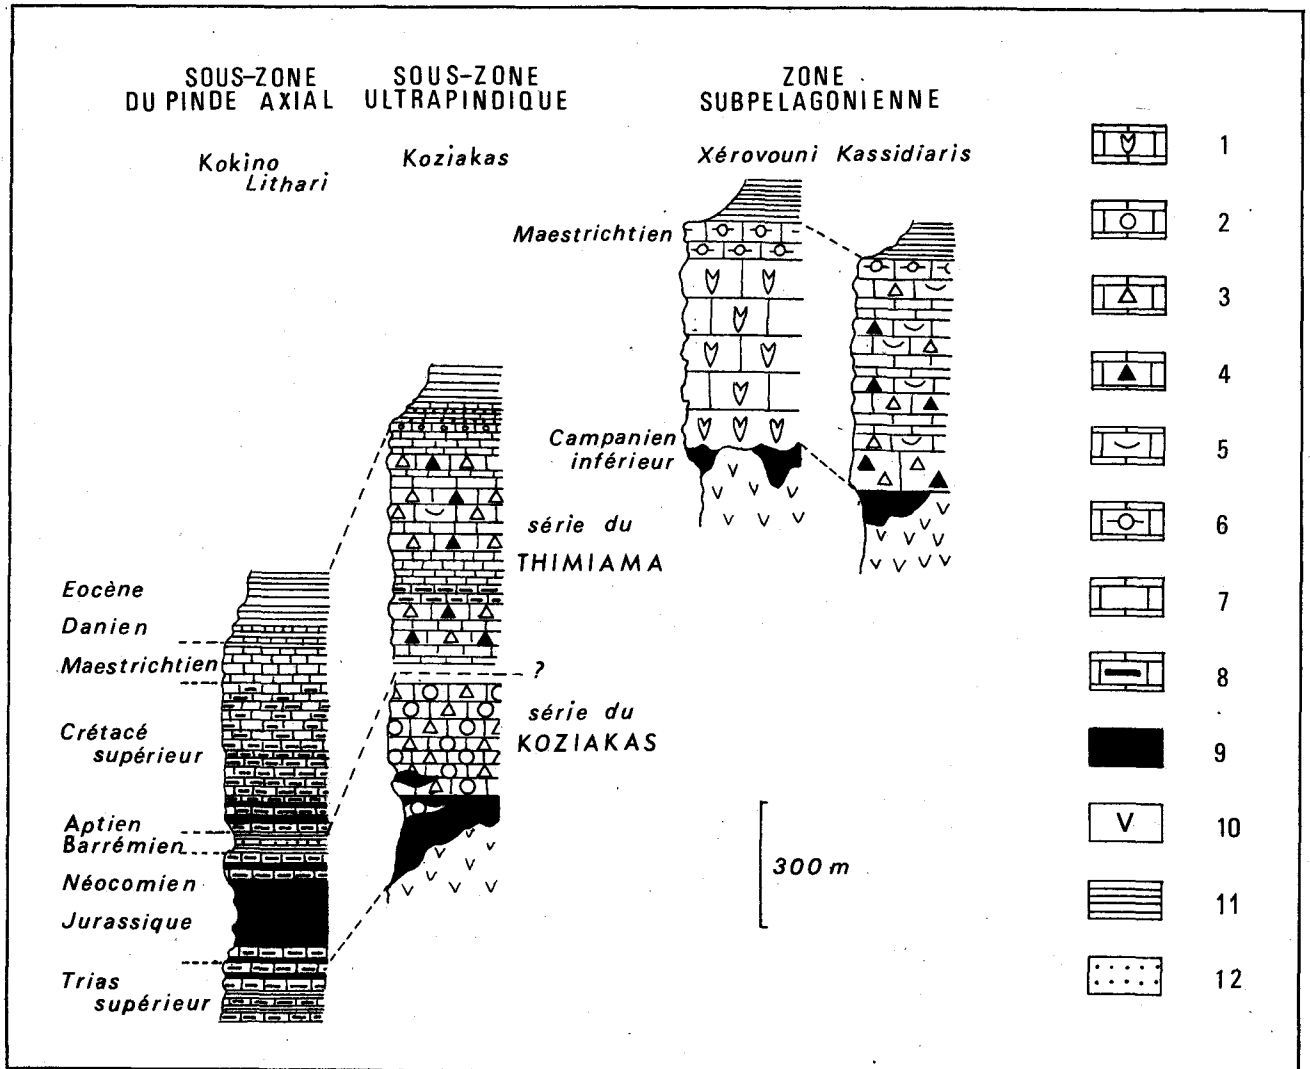 SOUS-ZONE
DU PINDE AXIAL
SOUS-ZONE
ULTRAPINDIQUE
ZONE
SUBPELAGONIENNE
Kokino
Lithari
Koziakas
Xérovouni Kassidiaris
Maestrichtien
Campanien
inférieur
série du
THIMIAMA
?
série du
KOZIAKAS
Eocène
Danien
Maestrichtien
Crétacé
supérieur
Aptien
Barrémien
Néocomien
Jurassique
Trias
supérieur
300 m
1
2
3
4
5
6
7
8
9
V 10
11
12